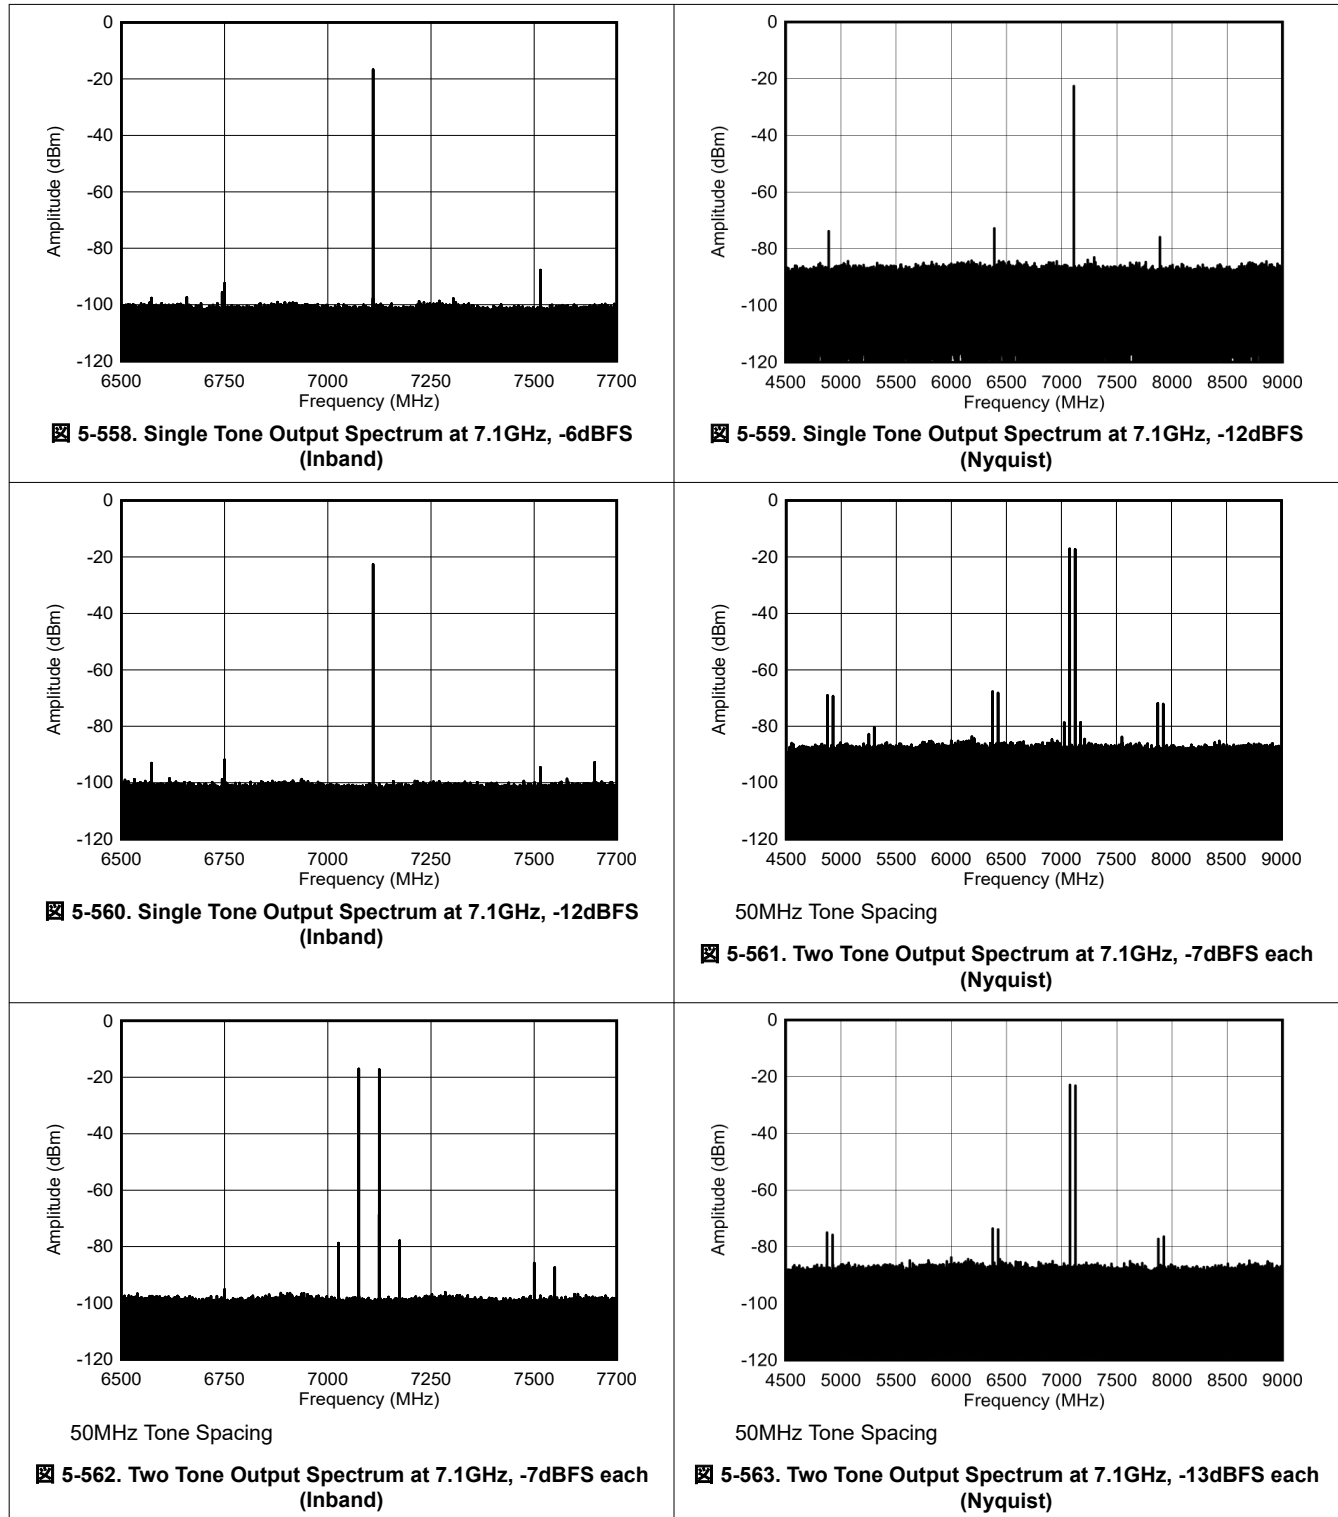 0
-20
-40
-60
-80
-100
-120
Amplitude (dBm)
6500 6750 7000 7250 7500 7700
Frequency (MHz)
図 5-558. Single Tone Output Spectrum at 7.1GHz, -6dBFS
(Inband)
0
-20
-40
-60
-80
-100
-120
Amplitude (dBm)
4500 5000 5500 6000 6500 7000 7500 8000 8500 9000
Frequency (MHz)
図 5-559. Single Tone Output Spectrum at 7.1GHz, -12dBFS
(Nyquist)
0
-20
-40
-60
-80
-100
-120
Amplitude (dBm)
6500 6750 7000 7250 7500 7700
Frequency (MHz)
図 5-560. Single Tone Output Spectrum at 7.1GHz, -12dBFS
(Inband)
0
-20
-40
-60
-80
-100
-120
Amplitude (dBm)
4500 5000 5500 6000 6500 7000 7500 8000 8500 9000
Frequency (MHz)
50MHz Tone Spacing
図 5-561. Two Tone Output Spectrum at 7.1GHz, -7dBFS each
(Nyquist)
0
-20
-40
-60
-80
-100
-120
Amplitude (dBm)
6500 6750 7000 7250 7500 7700
Frequency (MHz)
50MHz Tone Spacing
図 5-562. Two Tone Output Spectrum at 7.1GHz, -7dBFS each
(Inband)
0
-20
-40
-60
-80
-100
-120
Amplitude (dBm)
4500 5000 5500 6000 6500 7000 7500 8000 8500 9000
Frequency (MHz)
50MHz Tone Spacing
図 5-563. Two Tone Output Spectrum at 7.1GHz, -13dBFS each
(Nyquist)